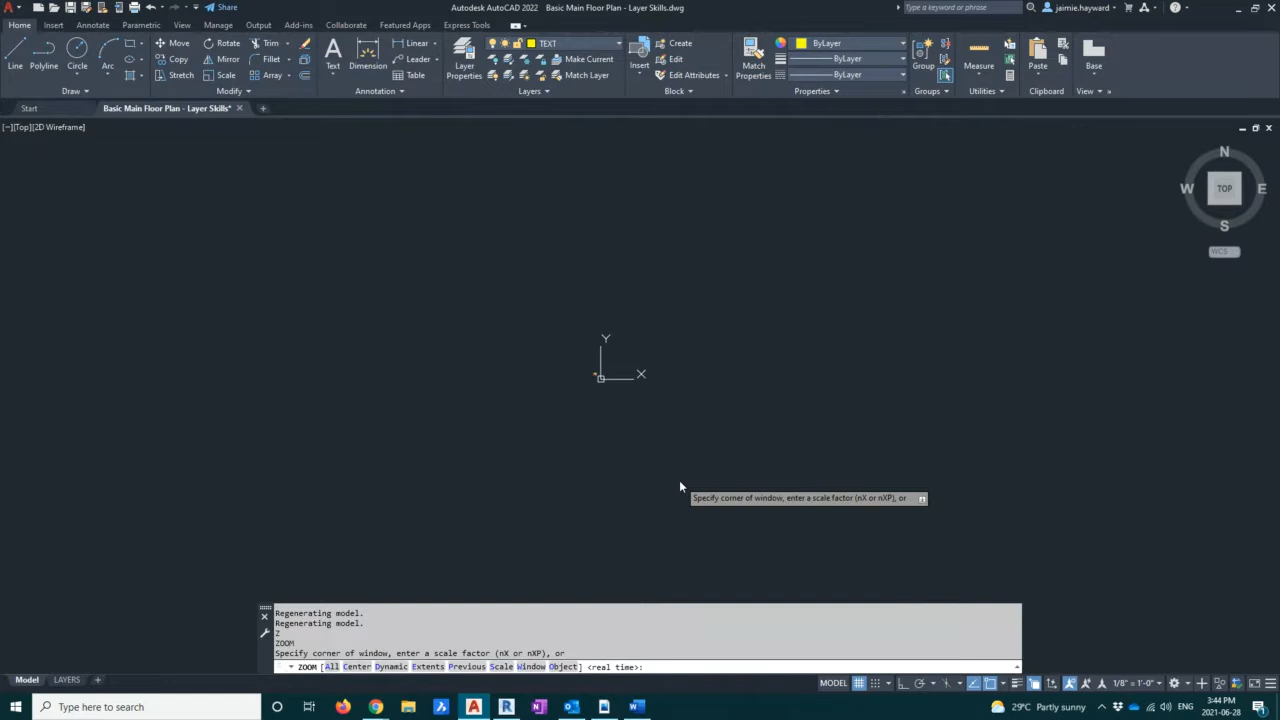 Share
Autodesk AutoCAD 2022 Basic Main Floor Plan - Layer Skills.dwg
Type a keyword or phrase
jaimie.hayward
Home Insert Annotate Parametric View Manage Output Add-ins Collaborate Featured Apps Express Tools
Move Rotate Trim
Copy Mirror Fillet
Stretch Scale Array
Line Polyline Circle Arc
Text Dimension
Linear
Leader
Table
Layer Properties
TEXT
Make Current
Match Layer
Insert
Create
Edit
Edit Attributes
Match Properties
ByLayer
ByLayer
ByLayer
Group
Measure
Paste
Base
Draw Modify Annotation Layers Block Properties Groups Utilities Clipboard View
Start Basic Main Floor Plan - Layer Skills*
[−][Top][2D Wireframe]
N
W TOP E
S
WCS
Y
X
Specify corner of window, enter a scale factor (nX or nXP), or
Regenerating model.
Regenerating model.
Z
ZOOM
Specify corner of window, enter a scale factor (nX or nXP), or
ZOOM [All Center Dynamic Extents Previous Scale Window Object] <real time>:
Model LAYERS
MODEL 1/8" = 1'-0"
Type here to search
29°C Partly sunny ENG
3:44 PM
2021-06-28